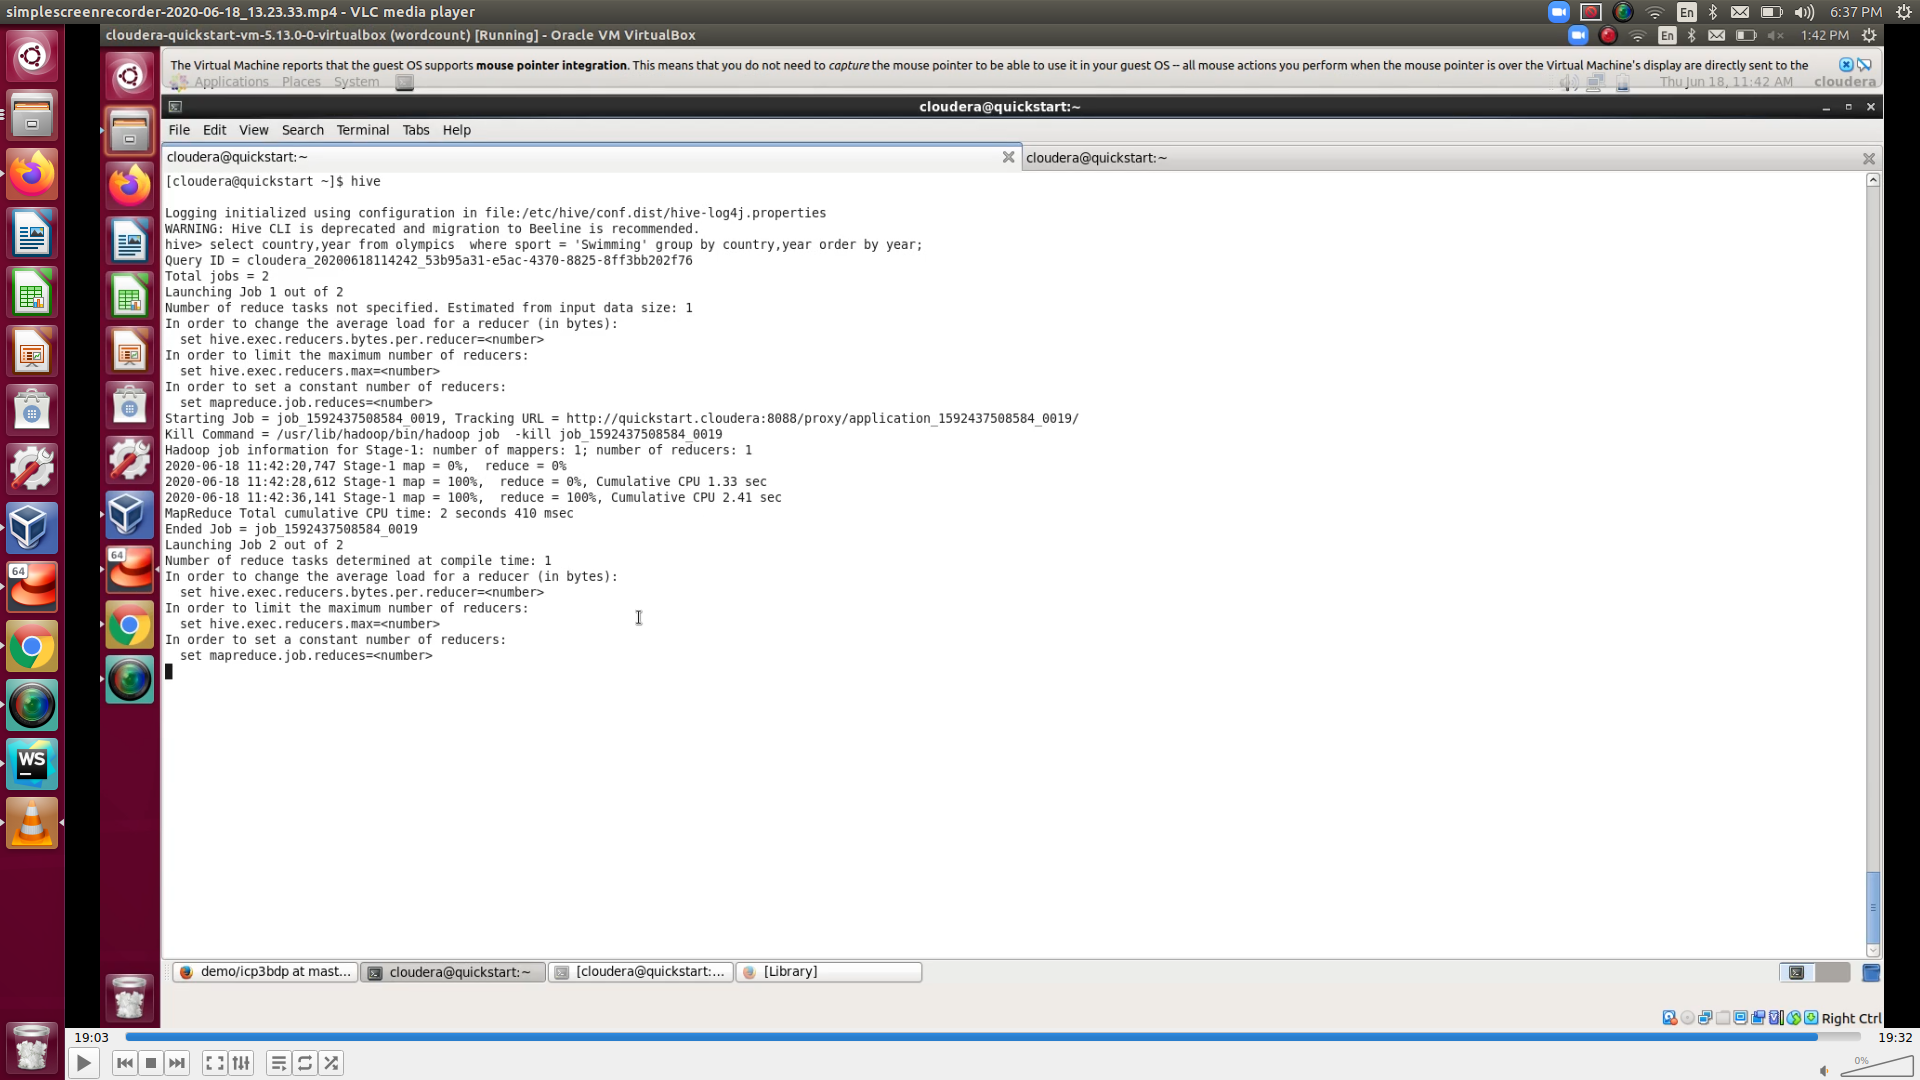 simplescreenrecorder-2020-06-18_13.23.33.mp4 - VLC media player
En
6:37 PM
cloudera-quickstart-vm-5.13.0-0-virtualbox (wordcount) [Running] - Oracle VM VirtualBox
En
1:42 PM
The Virtual Machine reports that the guest OS supports mouse pointer integration. This means that you do not need to capture the mouse pointer to be able to use it in your guest OS -- all mouse actions you perform when the mouse pointer is over the Virtual Machine's display are directly sent to the
Applications Places System
Thu Jun 18, 11:42 AM cloudera
cloudera@quickstart:~
File Edit View Search Terminal Tabs Help
cloudera@quickstart:~
cloudera@quickstart:~
[cloudera@quickstart ~]$ hive
Logging initialized using configuration in file:/etc/hive/conf.dist/hive-log4j.properties
WARNING: Hive CLI is deprecated and migration to Beeline is recommended.
hive> select country,year from olympics  where sport = 'Swimming' group by country,year order by year;
Query ID = cloudera_20200618114242_53b95a31-e5ac-4370-8825-8ff3bb202f76
Total jobs = 2
Launching Job 1 out of 2
Number of reduce tasks not specified. Estimated from input data size: 1
In order to change the average load for a reducer (in bytes):
  set hive.exec.reducers.bytes.per.reducer=<number>
In order to limit the maximum number of reducers:
  set hive.exec.reducers.max=<number>
In order to set a constant number of reducers:
  set mapreduce.job.reduces=<number>
Starting Job = job_1592437508584_0019, Tracking URL = http://quickstart.cloudera:8088/proxy/application_1592437508584_0019/
Kill Command = /usr/lib/hadoop/bin/hadoop job  -kill job_1592437508584_0019
Hadoop job information for Stage-1: number of mappers: 1; number of reducers: 1
2020-06-18 11:42:20,747 Stage-1 map = 0%,  reduce = 0%
2020-06-18 11:42:28,612 Stage-1 map = 100%,  reduce = 0%, Cumulative CPU 1.33 sec
2020-06-18 11:42:36,141 Stage-1 map = 100%,  reduce = 100%, Cumulative CPU 2.41 sec
MapReduce Total cumulative CPU time: 2 seconds 410 msec
Ended Job = job_1592437508584_0019
Launching Job 2 out of 2
Number of reduce tasks determined at compile time: 1
In order to change the average load for a reducer (in bytes):
  set hive.exec.reducers.bytes.per.reducer=<number>
In order to limit the maximum number of reducers:
  set hive.exec.reducers.max=<number>
In order to set a constant number of reducers:
  set mapreduce.job.reduces=<number>
64
64
WS
demo/icp3bdp at mast...
cloudera@quickstart:~
[cloudera@quickstart:...
[Library]
Right Ctrl
19:03
19:32
0%